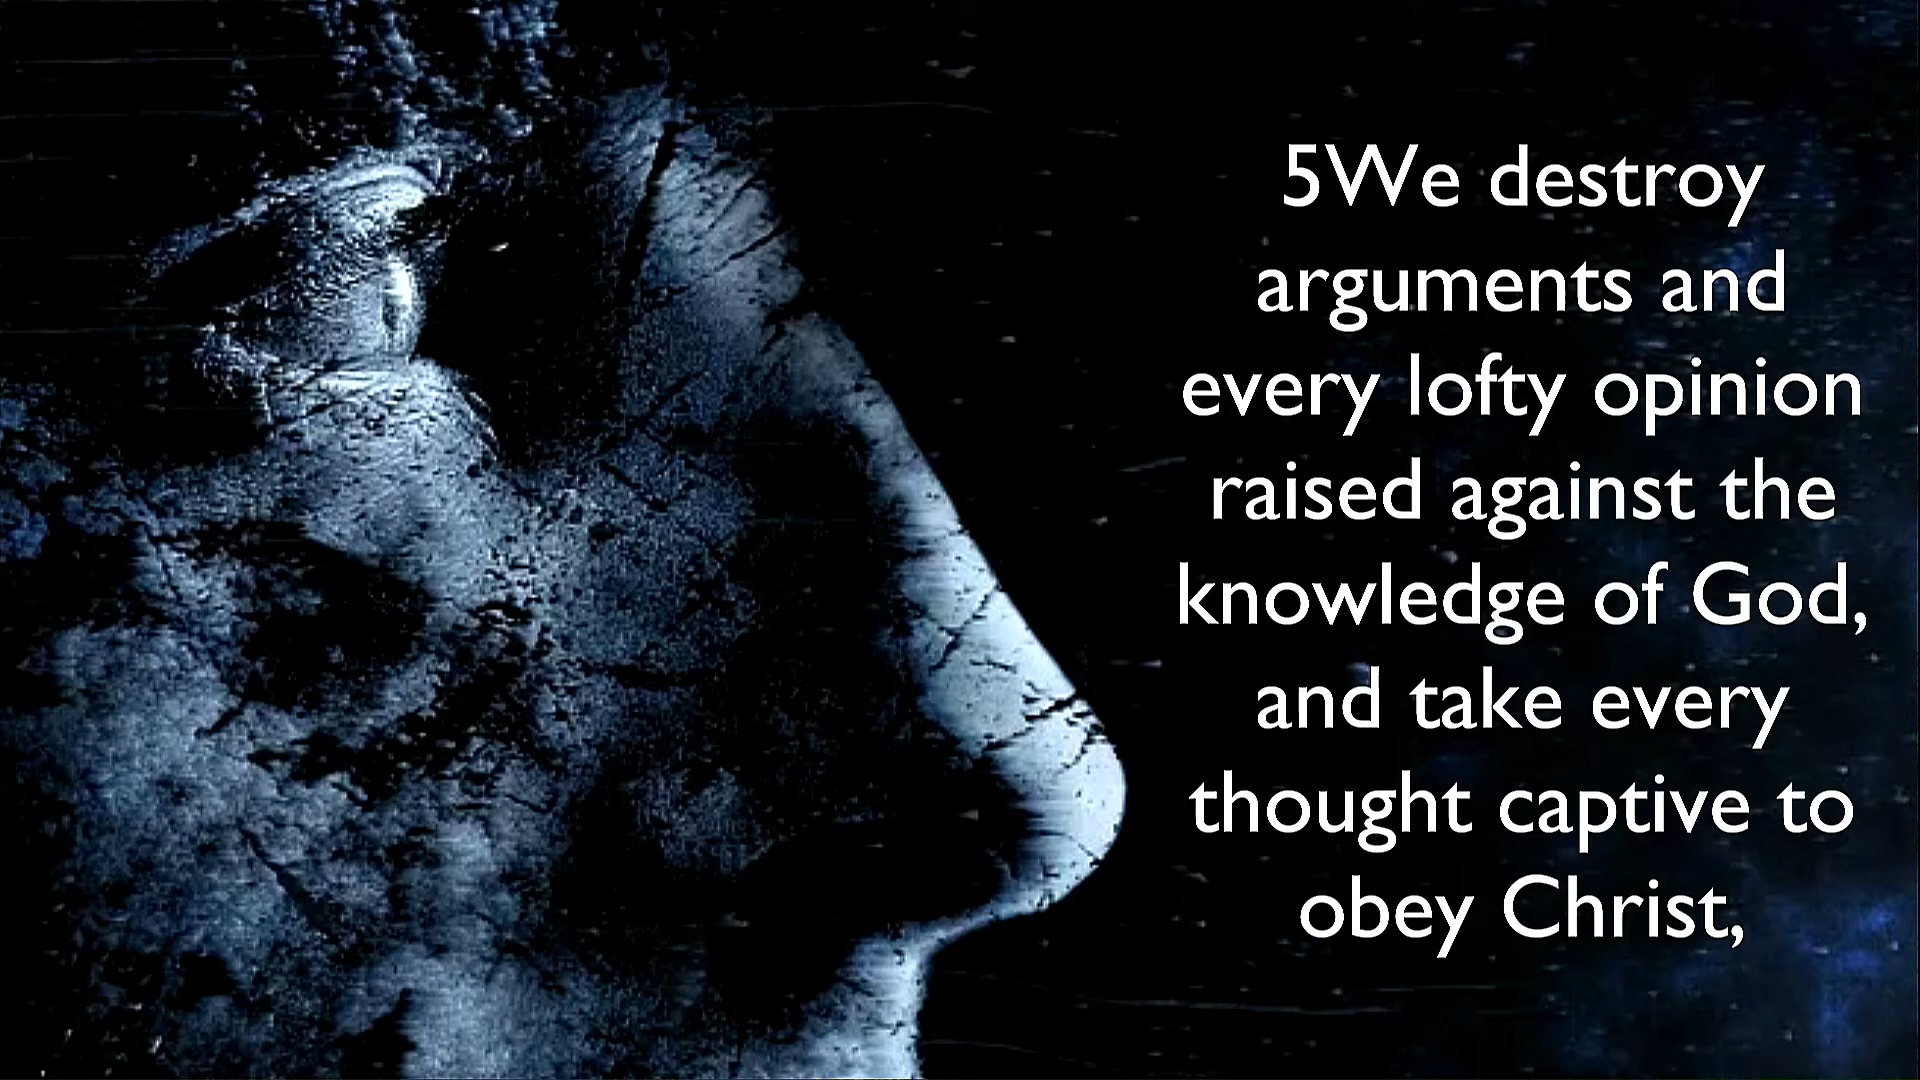 5We destroy
arguments and
every lofty opinion
raised against the
knowledge of God,
and take every
thought captive to
obey Christ,